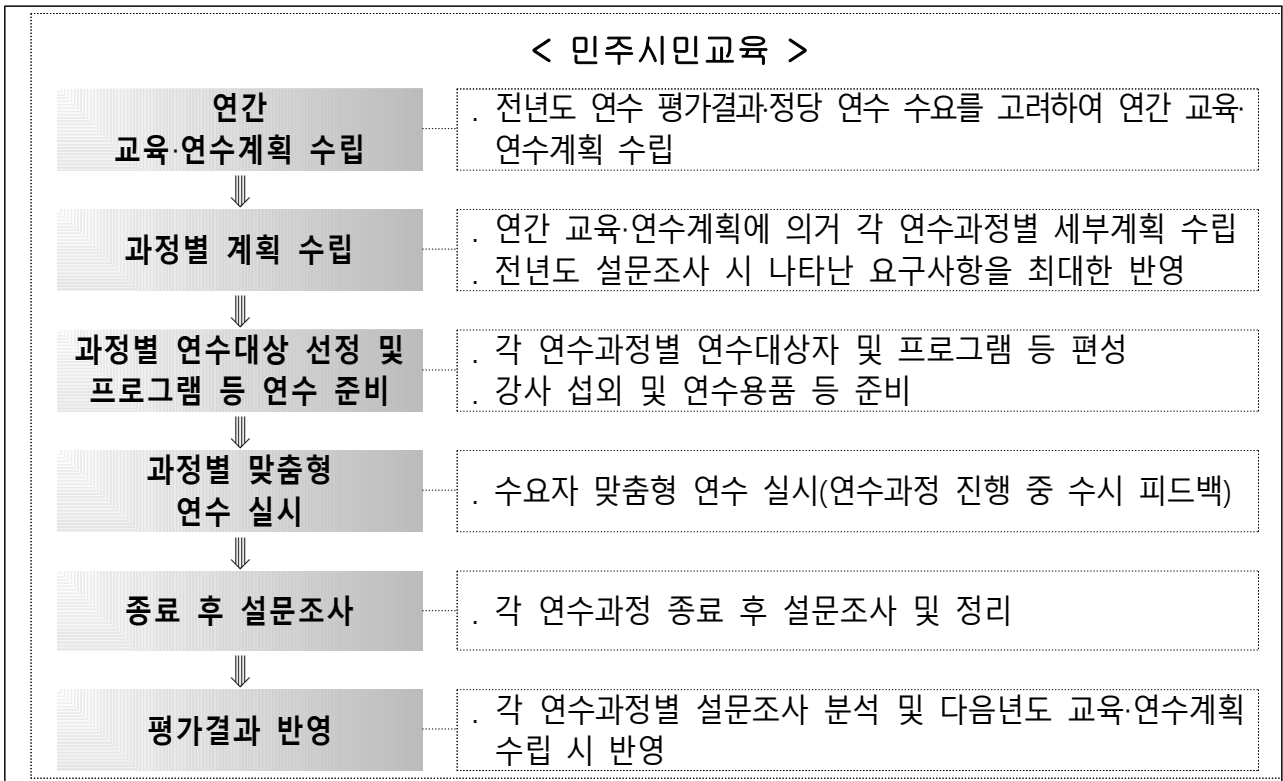 < 민주시민교육 >
연간
교육·연수계획 수립
. 전년도 연수 평가결과·정당 연수 수요를 고려하여 연간 교육·
연수계획 수립
과정별 계획 수립
. 연간 교육·연수계획에 의거 각 연수과정별 세부계획 수립
. 전년도 설문조사 시 나타난 요구사항을 최대한 반영
과정별 연수대상 선정 및
프로그램 등 연수 준비
. 각 연수과정별 연수대상자 및 프로그램 등 편성
. 강사 섭외 및 연수용품 등 준비
과정별 맞춤형
연수 실시
. 수요자 맞춤형 연수 실시(연수과정 진행 중 수시 피드백)
종료 후 설문조사
. 각 연수과정 종료 후 설문조사 및 정리
평가결과 반영
. 각 연수과정별 설문조사 분석 및 다음년도 교육·연수계획
수립 시 반영